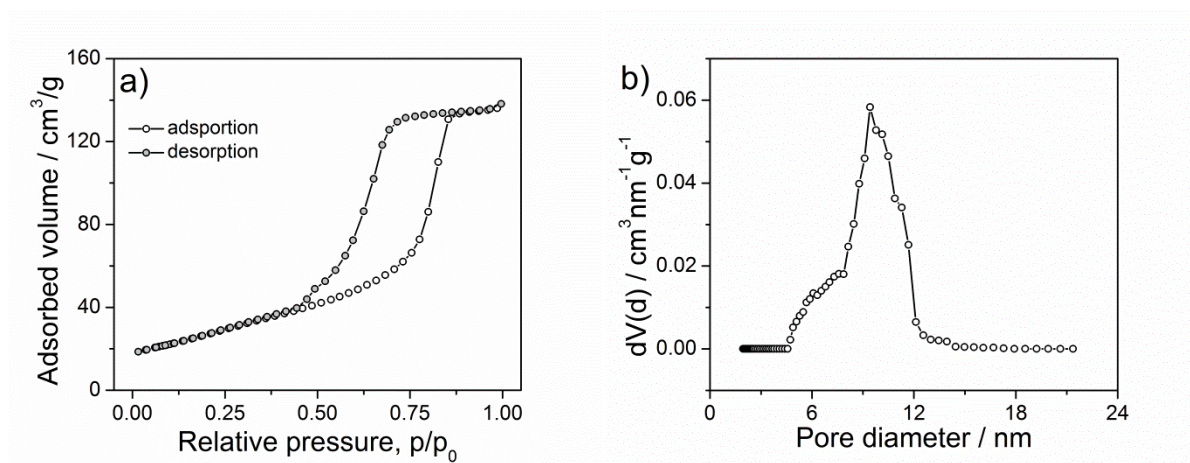 a)
Adsorbed volume / cm³/g
160
120
80
40
0
adsportion
desorption
0.00 0.25 0.50 0.75 1.00
Relative pressure, p/p₀
b)
dV(d) / cm³nm⁻¹g⁻¹
0.06
0.04
0.02
0.00
0 6 12 18 24
Pore diameter / nm